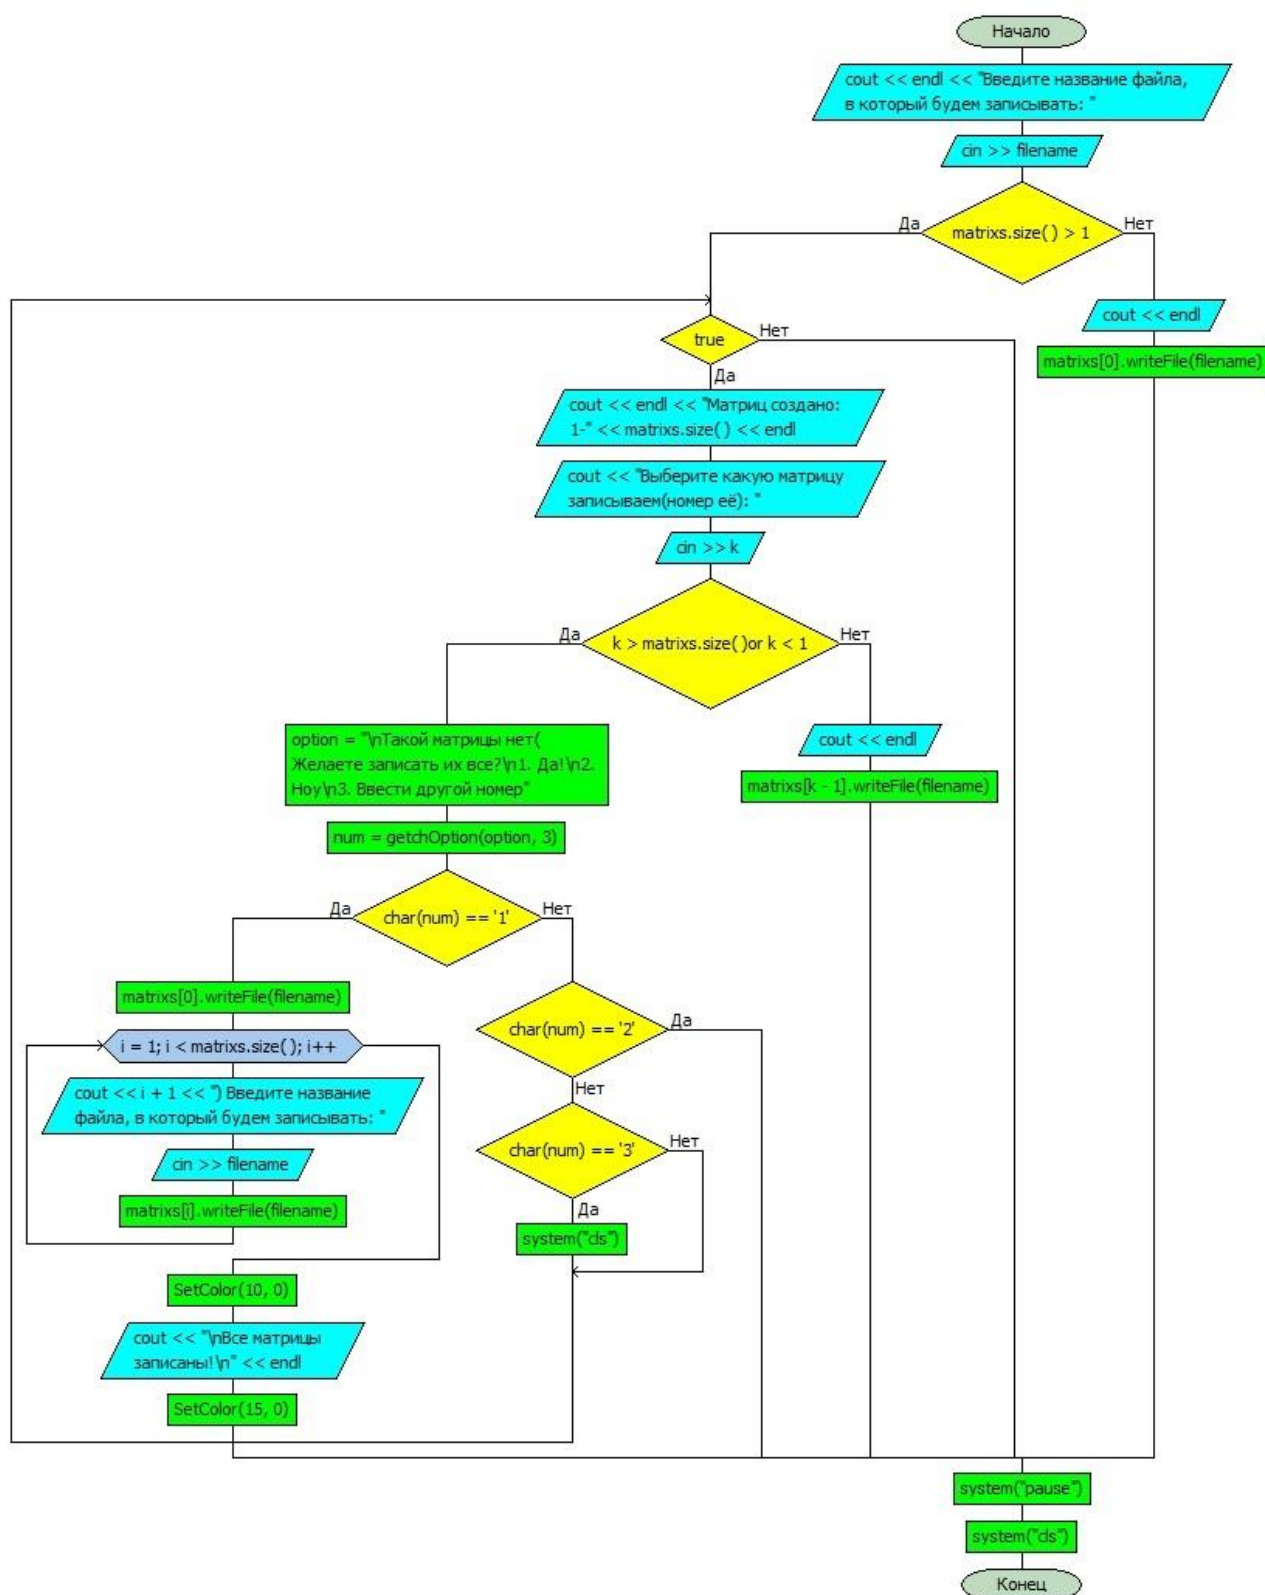 Начало
cout << endl << "Введите название файла,
в который будем записывать: "
cin >> filename
matrixs.size( ) > 1
Да
Нет
cout << endl
matrixs[0].writeFile(filename)
true
Нет
Да
cout << endl << "Матриц создано:
1-" << matrixs.size( ) << endl
cout << "Выберите какую матрицу
записываем(номер её): "
cin >> k
k > matrixs.size( )or k < 1
Да
Нет
cout << endl
matrixs[k - 1].writeFile(filename)
option = "\nТакой матрицы нет(
Желаете записать их все?\n1. Да!\n2.
Ноу\n3. Ввести другой номер"
num = getchOption(option, 3)
char(num) == '1'
Да
Нет
matrixs[0].writeFile(filename)
i = 1; i < matrixs.size( ); i++
cout << i + 1 << ") Введите название
файла, в который будем записывать: "
cin >> filename
matrixs[i].writeFile(filename)
SetColor(10, 0)
cout << "\nВсе матрицы
записаны!\n" << endl
SetColor(15, 0)
char(num) == '2'
Да
Нет
char(num) == '3'
Нет
Да
system("cls")
system("pause")
system("cls")
Конец